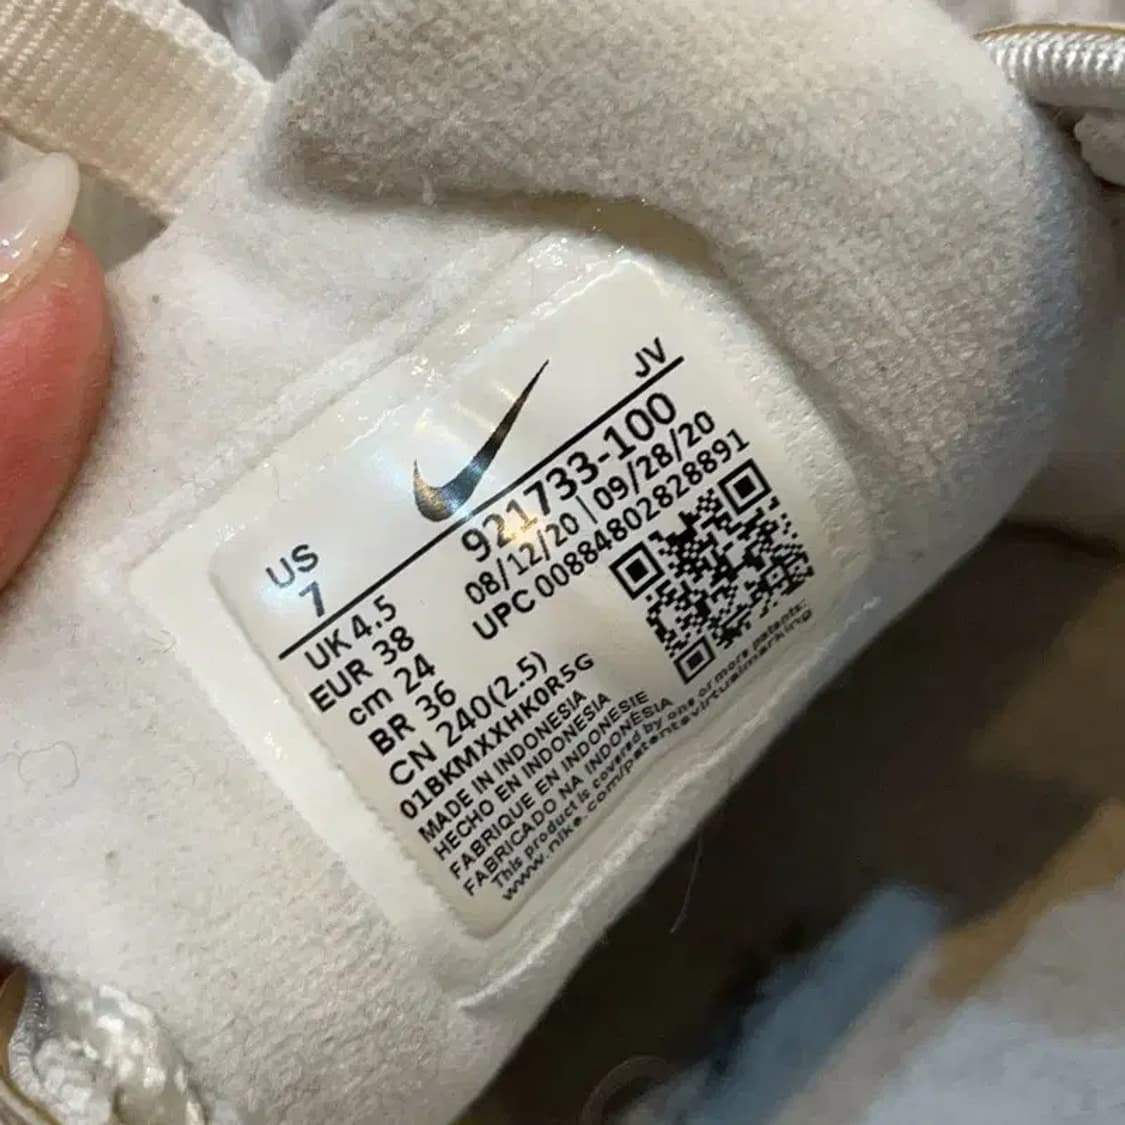 JV
US
7
921733-100
08/12/20 | 09/28/20
UPC 00884802828891
UK 4.5
EUR 38
cm 24
BR 36
CN 240(2.5)
01BKMXXHK0R5G
MADE IN INDONESIA
HECHO EN INDONESIA
FABRIQUE EN INDONESIE
FABRICADO NA INDONÉSIA
This product is covered by one or more patents:
www.nike.com/patentsvirtualmarking